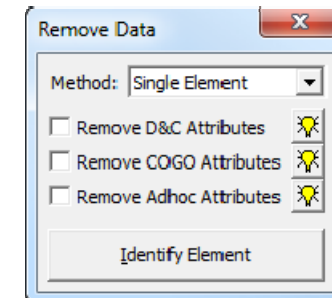 Remove Data
Method: Single Element
Remove D&C Attributes
Remove COGO Attributes
Remove Adhoc Attributes
Identify Element